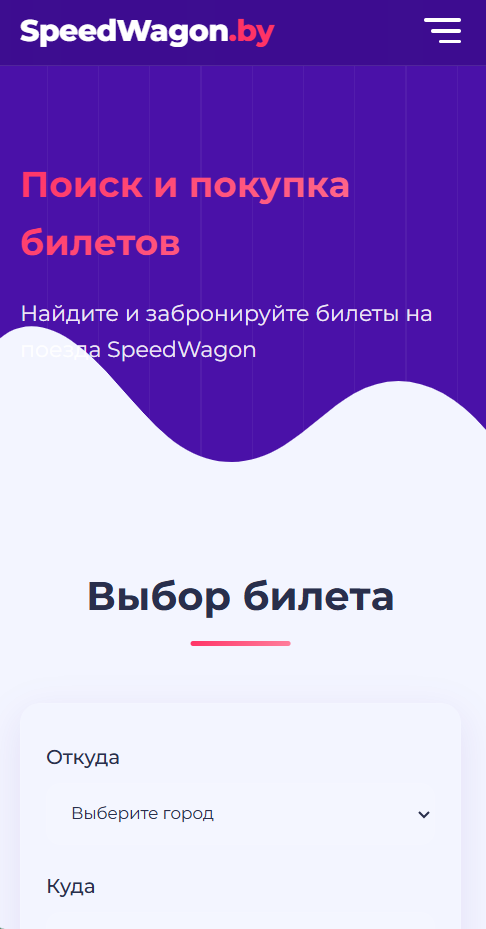 SpeedWagon.by
Поиск и покупка
билетов
Найдите и забронируйте билеты на
поезда SpeedWagon
Выбор билета
Откуда
Выберите город
Куда